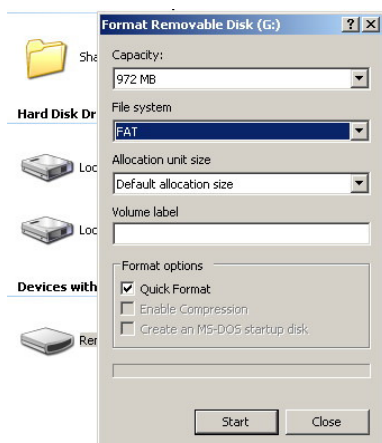 Format Removable Disk (G:)
Sha
Capacity:
972 MB
Hard Disk Dr
File system
FAT
Loc
Allocation unit size
Default allocation size
Loc
Volume label
Format options
Devices with
Quick Format
Enable Compression
Create an MS-DOS startup disk
Rer
Start Close